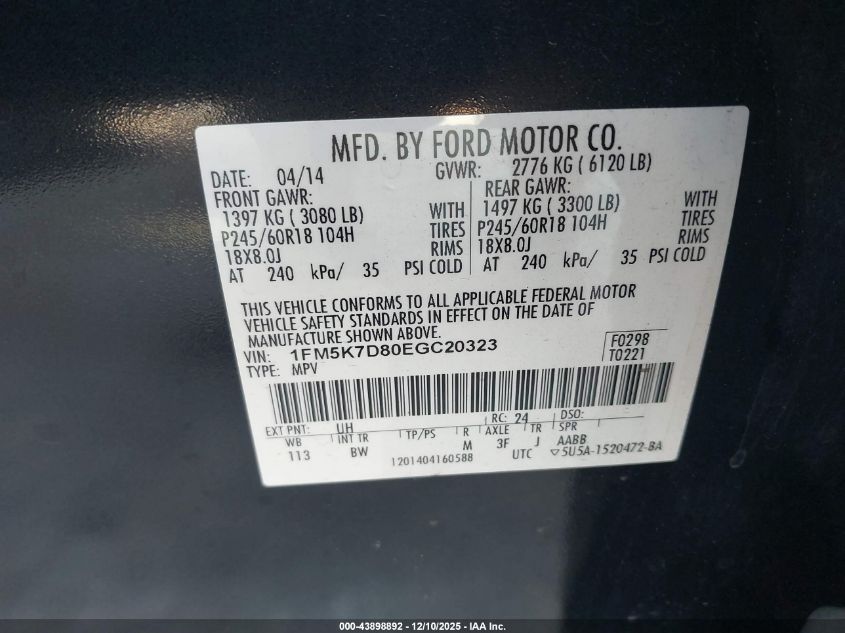 MFD. BY FORD MOTOR CO.
DATE: 04/14 GVWR: 2776 KG ( 6120 LB)
FRONT GAWR: REAR GAWR:
1397 KG ( 3080 LB) WITH 1497 KG ( 3300 LB) WITH
P245/60R18 104H TIRES P245/60R18 104H TIRES
18X8.0J RIMS 18X8.0J RIMS
AT 240 kPa/ 35 PSI COLD AT 240 kPa/ 35 PSI COLD
THIS VEHICLE CONFORMS TO ALL APPLICABLE FEDERAL MOTOR
VEHICLE SAFETY STANDARDS IN EFFECT ON THE DATE OF
MANUFACTURE SHOWN ABOVE.
VIN: 1FM5K7D80EGC20323 F0298
TYPE: MPV T0221
EXT PNT: UH RC: 24 DSO:
WB INT TR TP/PS R AXLE TR SPR
113 BW M 3F J AABB
1201404160588 UTC ▽5U5A-1520472-BA
000-43898892 - 12/10/2025 - IAA Inc.